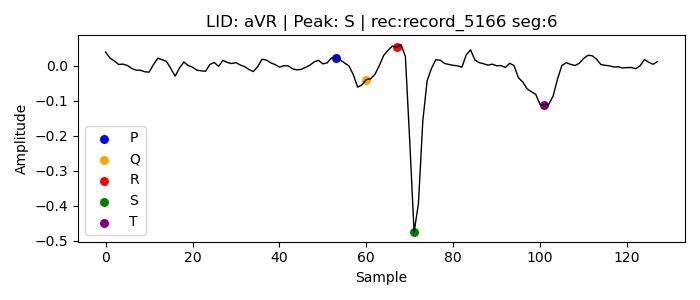 LID: aVR | Peak: S | rec:record_5166 seg:6
Amplitude
0.0
−0.1
−0.2
−0.3
−0.4
−0.5
P
Q
R
S
T
0 20 40 60 80 100 120
Sample